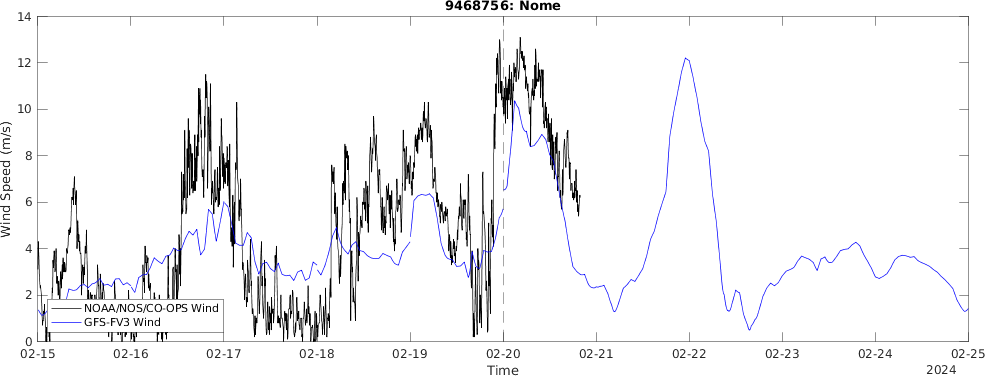 9468756: Nome
14
12
10
8
6
4
2
0
Wind Speed (m/s)
NOAA/NOS/CO-OPS Wind
GFS-FV3 Wind
02-15 02-16 02-17 02-18 02-19 02-20 02-21 02-22 02-23 02-24 02-25
Time
2024